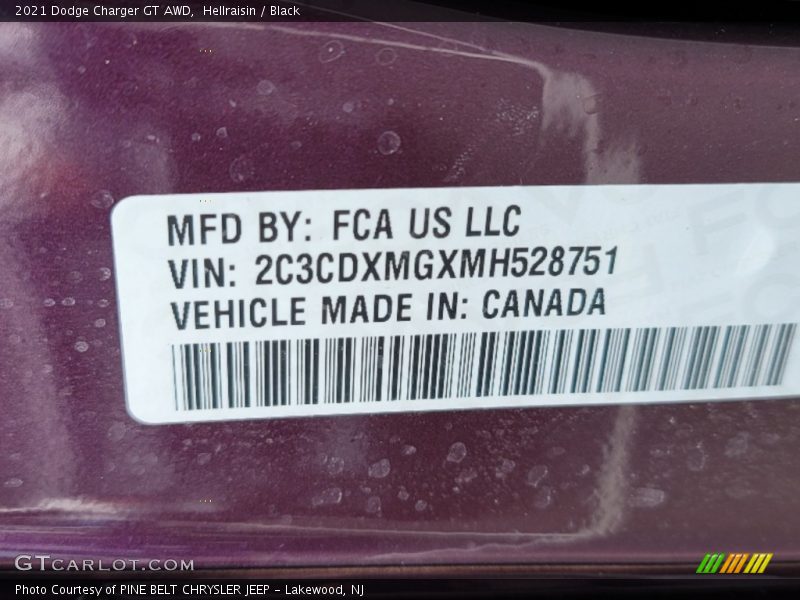 2021 Dodge Charger GT AWD, Hellraisin / Black
MFD BY: FCA US LLC
VIN: 2C3CDXMGXMH528751
VEHICLE MADE IN: CANADA
GTCARLOT.COM
Photo Courtesy of PINE BELT CHRYSLER JEEP - Lakewood, NJ